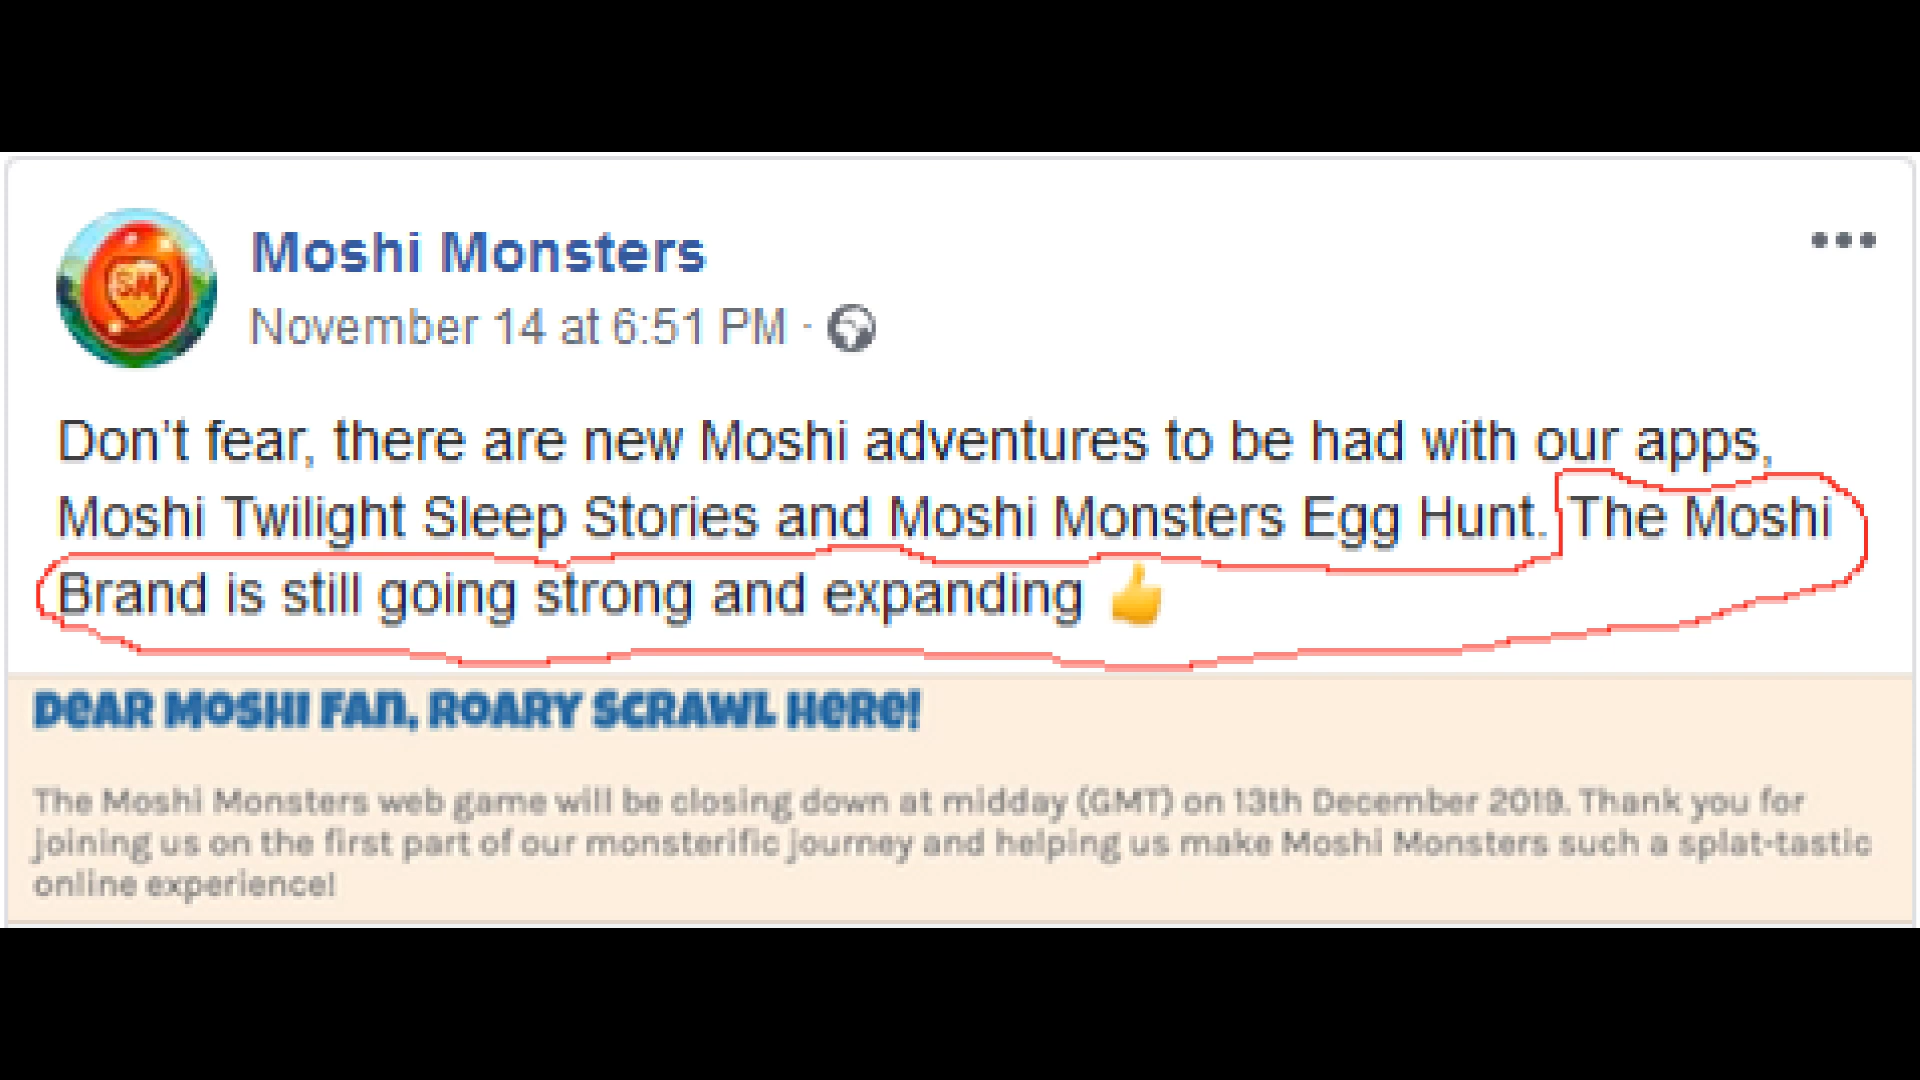 Moshi Monsters
November 14 at 6:51 PM ·
Don't fear, there are new Moshi adventures to be had with our apps,
Moshi Twilight Sleep Stories and Moshi Monsters Egg Hunt. The Moshi
Brand is still going strong and expanding 👍
DEAR MOSHI FAN, ROARY SCRAWL HERE!
The Moshi Monsters web game will be closing down at midday (GMT) on 13th December 2019. Thank you for
joining us on the first part of our monsterific journey and helping us make Moshi Monsters such a splat-tastic
online experience!